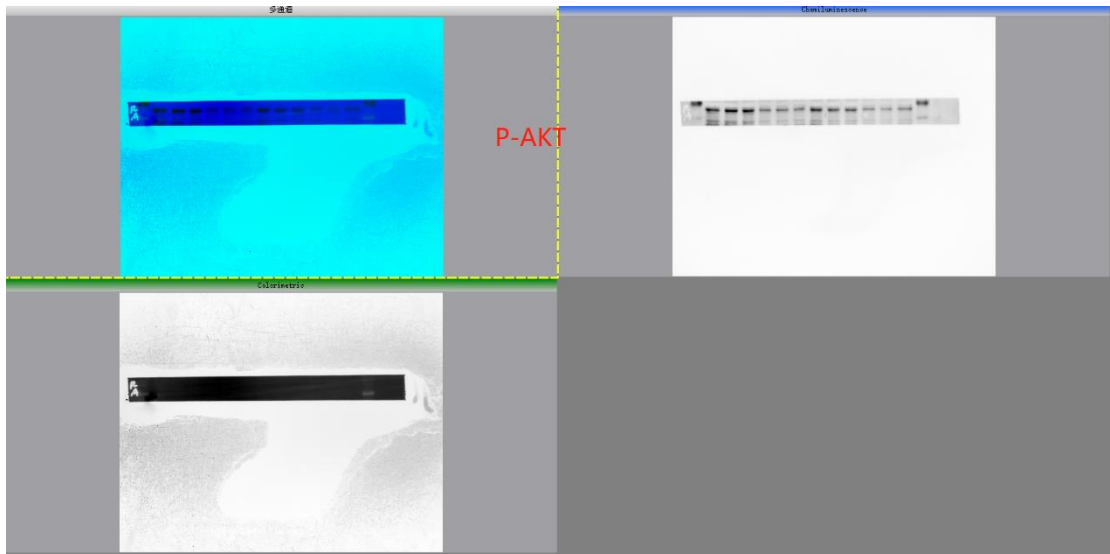 多通道
Chemiluminescence
P-AKT
P-
A
Colorimetric
P-
A